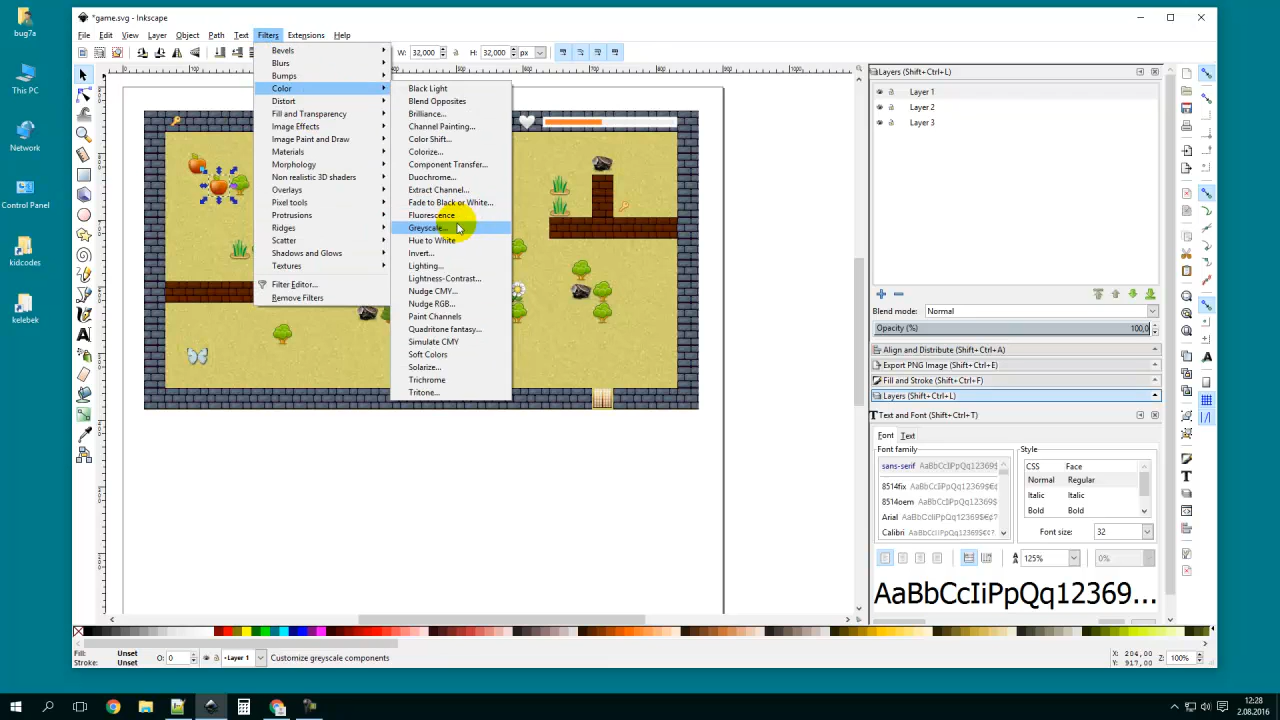 *game.svg - Inkscape
File Edit View Layer Object Path Text Filters Extensions Help
W: 32,000 H: 32,000 px
bug7a
This PC
Network
Control Panel
kidcodes
kelebek
Bevels
Blurs
Bumps
Color
Distort
Fill and Transparency
Image Effects
Image Paint and Draw
Materials
Morphology
Non realistic 3D shaders
Overlays
Pixel tools
Protrusions
Ridges
Scatter
Shadows and Glows
Textures
Filter Editor...
Remove Filters
Black Light
Blend Opposites
Brilliance...
Channel Painting...
Color Shift...
Colorize...
Component Transfer...
Duochrome...
Extract Channel...
Fade to Black or White...
Fluorescence
Greyscale...
Hue to White
Invert...
Lighting...
Lightness-Contrast...
Nudge CMY...
Nudge RGB...
Paint Channels
Quadritone fantasy...
Simulate CMY
Soft Colors
Solarize...
Trichrome
Tritone...
Layers (Shift+Ctrl+L)
Layer 1
Layer 2
Layer 3
Blend mode: Normal
Opacity (%) 100,0
Align and Distribute (Shift+Ctrl+A)
Export PNG Image (Shift+Ctrl+E)
Fill and Stroke (Shift+Ctrl+F)
Layers (Shift+Ctrl+L)
Text and Font (Shift+Ctrl+T)
Font Text
Font family
sans-serif AaBbCcIiPpQq12369$
8514fix AaBbCcIiPpQq12369$€¢
8514oem AaBbCcIiPpQq12369$€¢
Arial AaBbCcIiPpQq12369$€¢?
Calibri AaBbCcIiPpQq12369$€¢?
Style
CSS Face
Normal Regular
Italic Italic
Bold Bold
Font size: 32
125% 0%
AaBbCcIiPpQq12369...
Fill: Unset
Stroke: Unset
O: 0
Layer 1
Customize greyscale components
X: 204,00
Y: 917,00
Z: 100%
12:28
2.08.2016